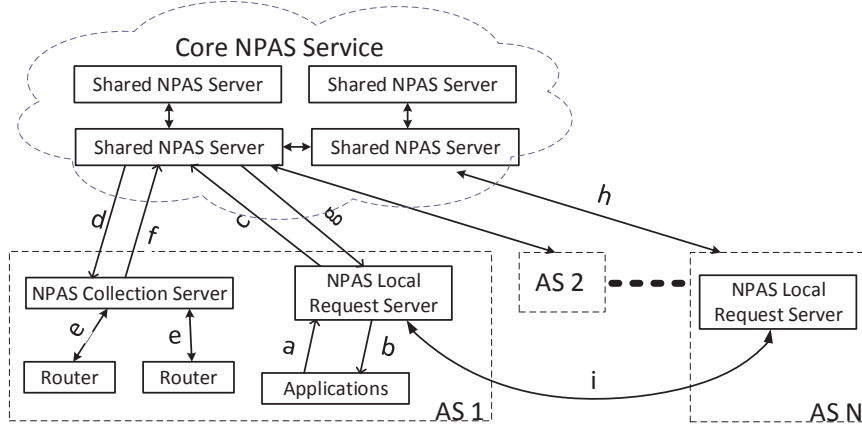 Core NPAS Service
Shared NPAS Server
Shared NPAS Server
Shared NPAS Server
Shared NPAS Server
d
f
c
g
h
NPAS Collection Server
NPAS Local
Request Server
AS 2
NPAS Local
Request Server
e
e
a
b
i
Router
Router
Applications
AS 1
AS N